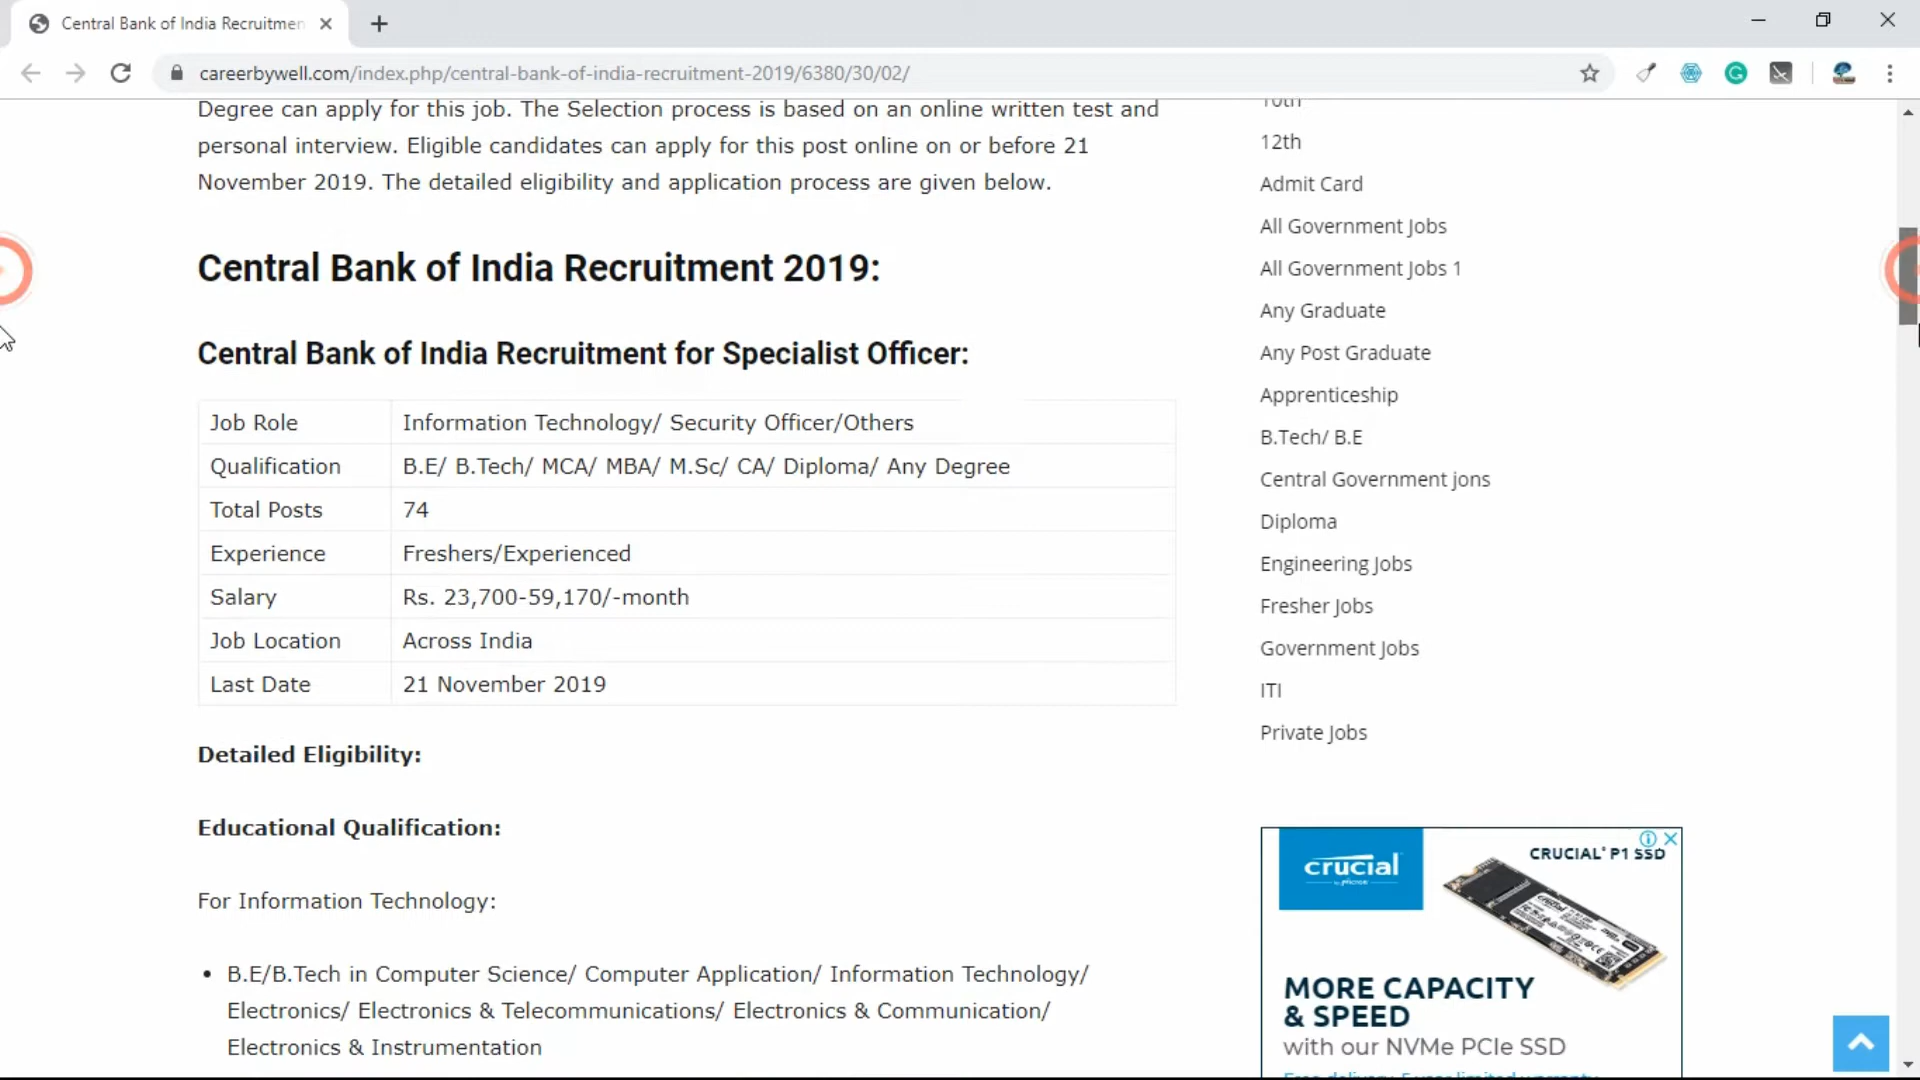 Central Bank of India Recruitmen
careerbywell.com/index.php/central-bank-of-india-recruitment-2019/6380/30/02/
Degree can apply for this job. The Selection process is based on an online written test and
personal interview. Eligible candidates can apply for this post online on or before 21
November 2019. The detailed eligibility and application process are given below.
Central Bank of India Recruitment 2019:
Central Bank of India Recruitment for Specialist Officer:
Job Role Information Technology/ Security Officer/Others
Qualification B.E/ B.Tech/ MCA/ MBA/ M.Sc/ CA/ Diploma/ Any Degree
Total Posts 74
Experience Freshers/Experienced
Salary Rs. 23,700-59,170/-month
Job Location Across India
Last Date 21 November 2019
Detailed Eligibility:
Educational Qualification:
For Information Technology:
• B.E/B.Tech in Computer Science/ Computer Application/ Information Technology/
Electronics/ Electronics & Telecommunications/ Electronics & Communication/
Electronics & Instrumentation
10th
12th
Admit Card
All Government Jobs
All Government Jobs 1
Any Graduate
Any Post Graduate
Apprenticeship
B.Tech/ B.E
Central Government jons
Diploma
Engineering Jobs
Fresher Jobs
Government Jobs
ITI
Private Jobs
crucial
by Micron
CRUCIAL® P1 SSD
MORE CAPACITY
& SPEED
with our NVMe PCIe SSD